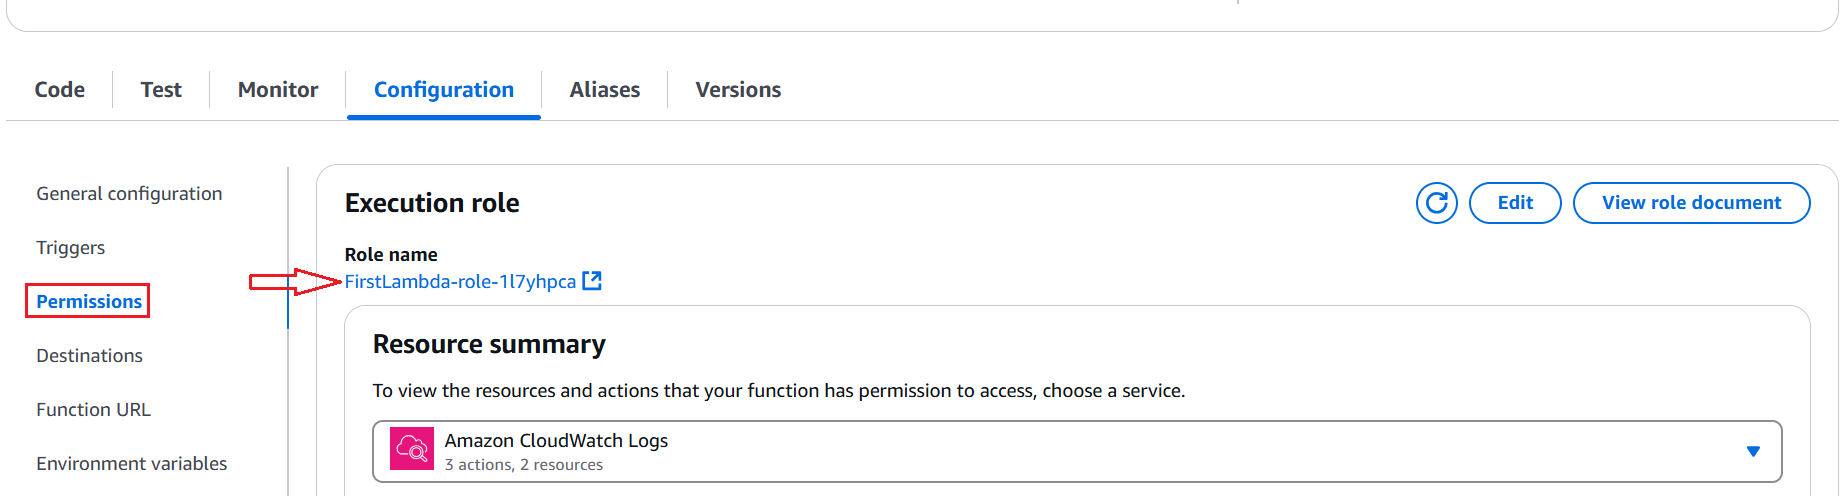 Code Test Monitor Configuration Aliases Versions
General configuration
Triggers
Permissions
Destinations
Function URL
Environment variables
Execution role
Edit
View role document
Role name
FirstLambda-role-1l7yhpca
Resource summary
To view the resources and actions that your function has permission to access, choose a service.
Amazon CloudWatch Logs
3 actions, 2 resources